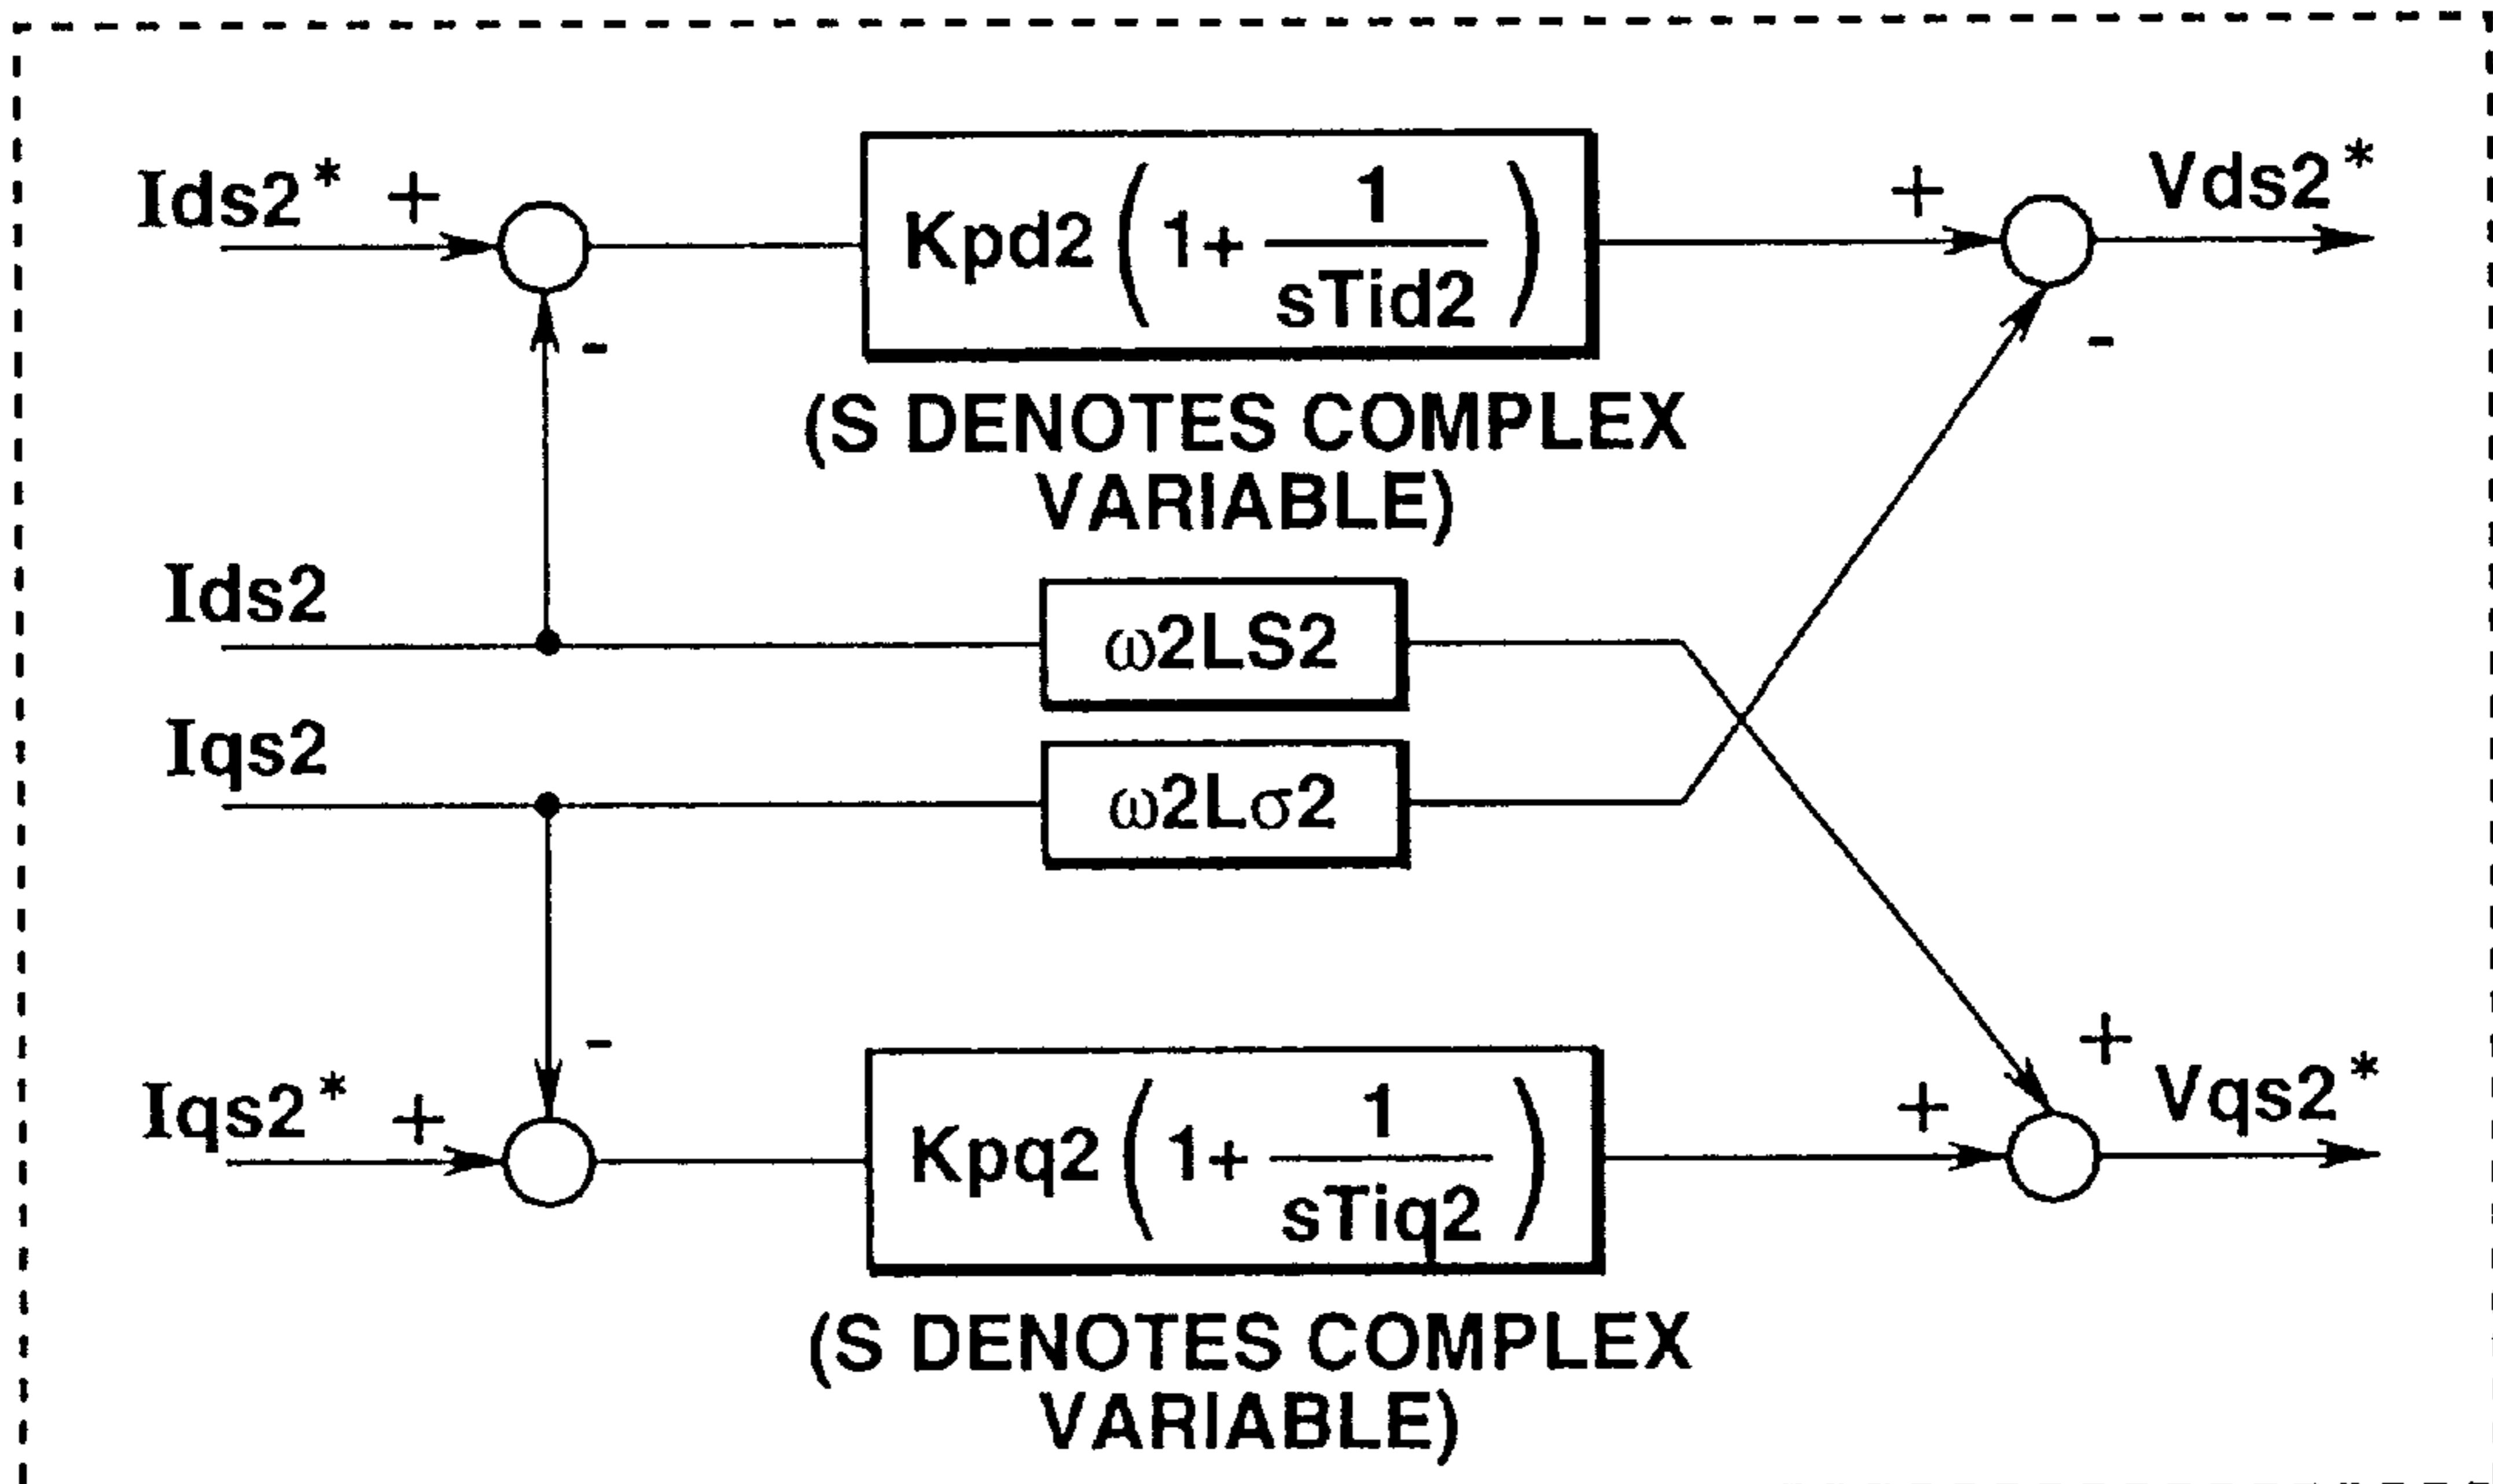 Ids2* +
Kpd2 (1+ 1/sTid2)
+
Vds2*
-
-
(S DENOTES COMPLEX
VARIABLE)
Ids2
ω2LS2
Iqs2
ω2Lσ2
-
+
Iqs2* +
Kpq2 (1+ 1/sTiq2)
+
Vqs2*
(S DENOTES COMPLEX
VARIABLE)